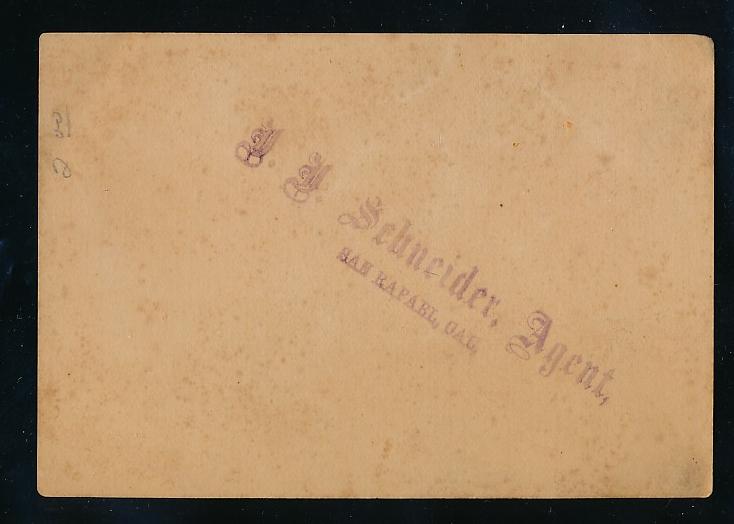 J. J. Schneider, Agent,
SAN RAFAEL, CAL.